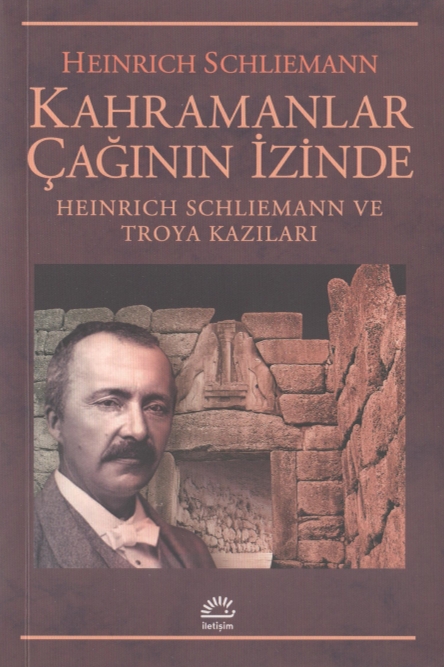 HEINRICH SCHLIEMANN
KAHRAMANLAR
ÇAĞININ İZİNDE
HEINRICH SCHLIEMANN VE
TROYA KAZILARI
iletişim